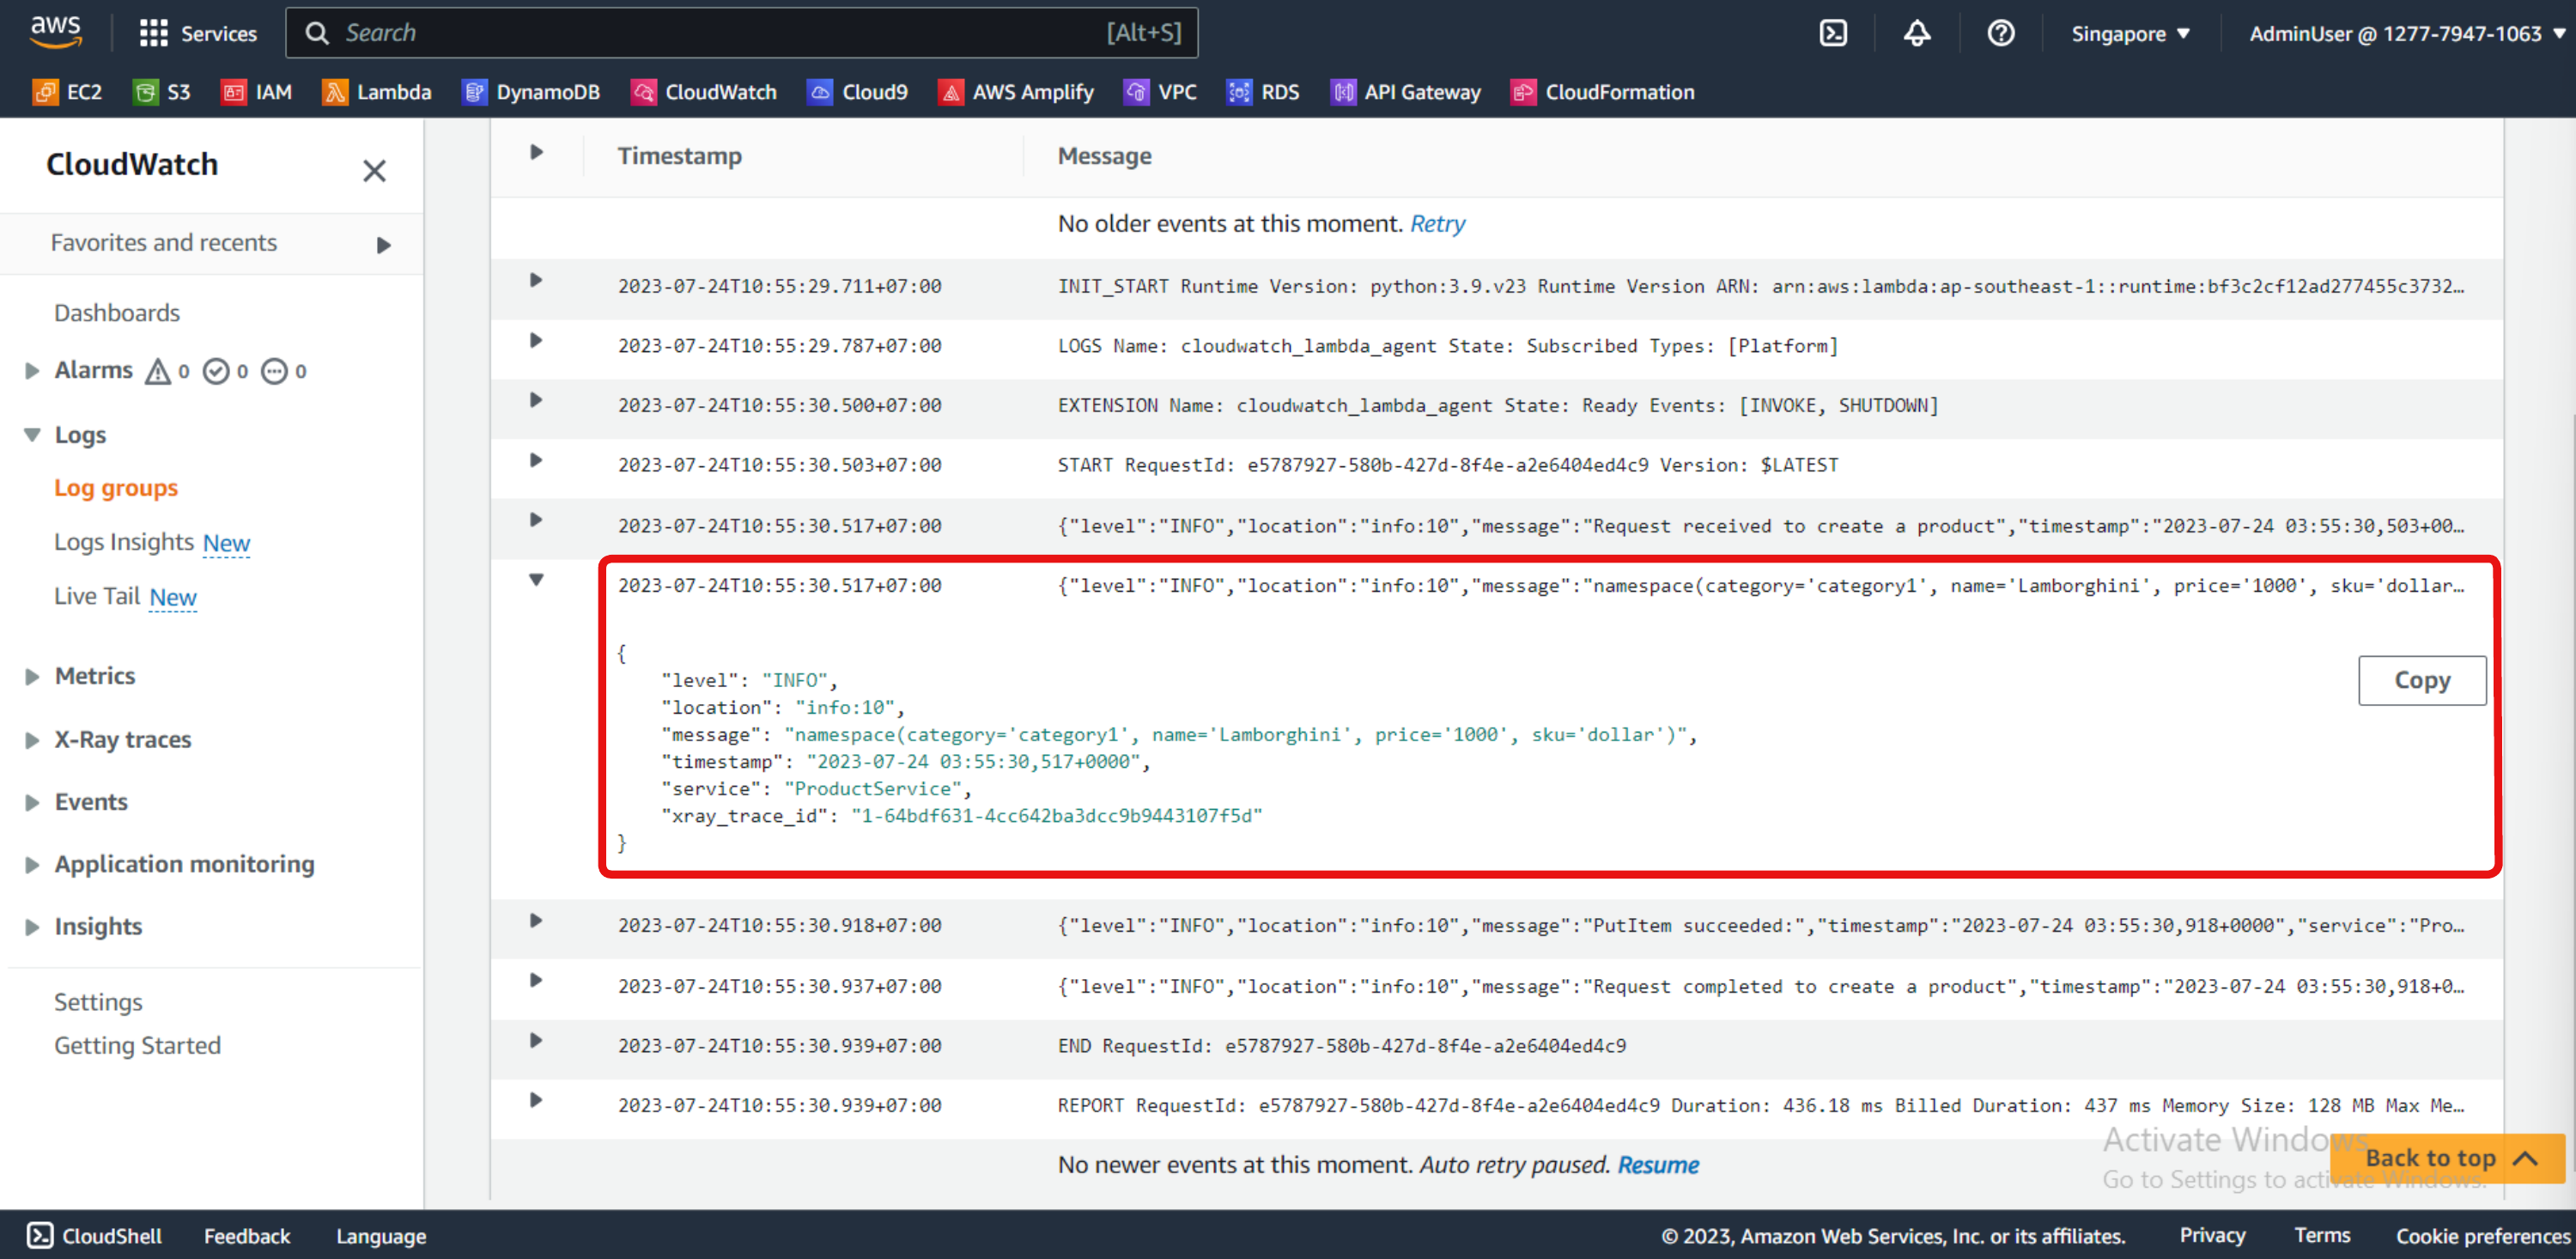 aws Services Search [Alt+S] Singapore AdminUser @ 1277-7947-1063
EC2 S3 IAM Lambda DynamoDB CloudWatch Cloud9 AWS Amplify VPC RDS API Gateway CloudFormation
CloudWatch
Favorites and recents
Dashboards
Alarms 0 0 0
Logs
Log groups
Logs Insights New
Live Tail New
Metrics
X-Ray traces
Events
Application monitoring
Insights
Settings
Getting Started
Timestamp Message
No older events at this moment. Retry
2023-07-24T10:55:29.711+07:00 INIT_START Runtime Version: python:3.9.v23 Runtime Version ARN: arn:aws:lambda:ap-southeast-1::runtime:bf3c2cf12ad277455c3732…
2023-07-24T10:55:29.787+07:00 LOGS Name: cloudwatch_lambda_agent State: Subscribed Types: [Platform]
2023-07-24T10:55:30.500+07:00 EXTENSION Name: cloudwatch_lambda_agent State: Ready Events: [INVOKE, SHUTDOWN]
2023-07-24T10:55:30.503+07:00 START RequestId: e5787927-580b-427d-8f4e-a2e6404ed4c9 Version: $LATEST
2023-07-24T10:55:30.517+07:00 {"level":"INFO","location":"info:10","message":"Request received to create a product","timestamp":"2023-07-24 03:55:30,503+00…
2023-07-24T10:55:30.517+07:00 {"level":"INFO","location":"info:10","message":"namespace(category='category1', name='Lamborghini', price='1000', sku='dollar…
{
"level": "INFO",
"location": "info:10",
"message": "namespace(category='category1', name='Lamborghini', price='1000', sku='dollar')",
"timestamp": "2023-07-24 03:55:30,517+0000",
"service": "ProductService",
"xray_trace_id": "1-64bdf631-4cc642ba3dcc9b9443107f5d"
}
Copy
2023-07-24T10:55:30.918+07:00 {"level":"INFO","location":"info:10","message":"PutItem succeeded:","timestamp":"2023-07-24 03:55:30,918+0000","service":"Pro…
2023-07-24T10:55:30.937+07:00 {"level":"INFO","location":"info:10","message":"Request completed to create a product","timestamp":"2023-07-24 03:55:30,918+0…
2023-07-24T10:55:30.939+07:00 END RequestId: e5787927-580b-427d-8f4e-a2e6404ed4c9
2023-07-24T10:55:30.939+07:00 REPORT RequestId: e5787927-580b-427d-8f4e-a2e6404ed4c9 Duration: 436.18 ms Billed Duration: 437 ms Memory Size: 128 MB Max Me…
No newer events at this moment. Auto retry paused. Resume
Activate Windows
Go to Settings to activate Windows.
Back to top
CloudShell Feedback Language © 2023, Amazon Web Services, Inc. or its affiliates. Privacy Terms Cookie preferences